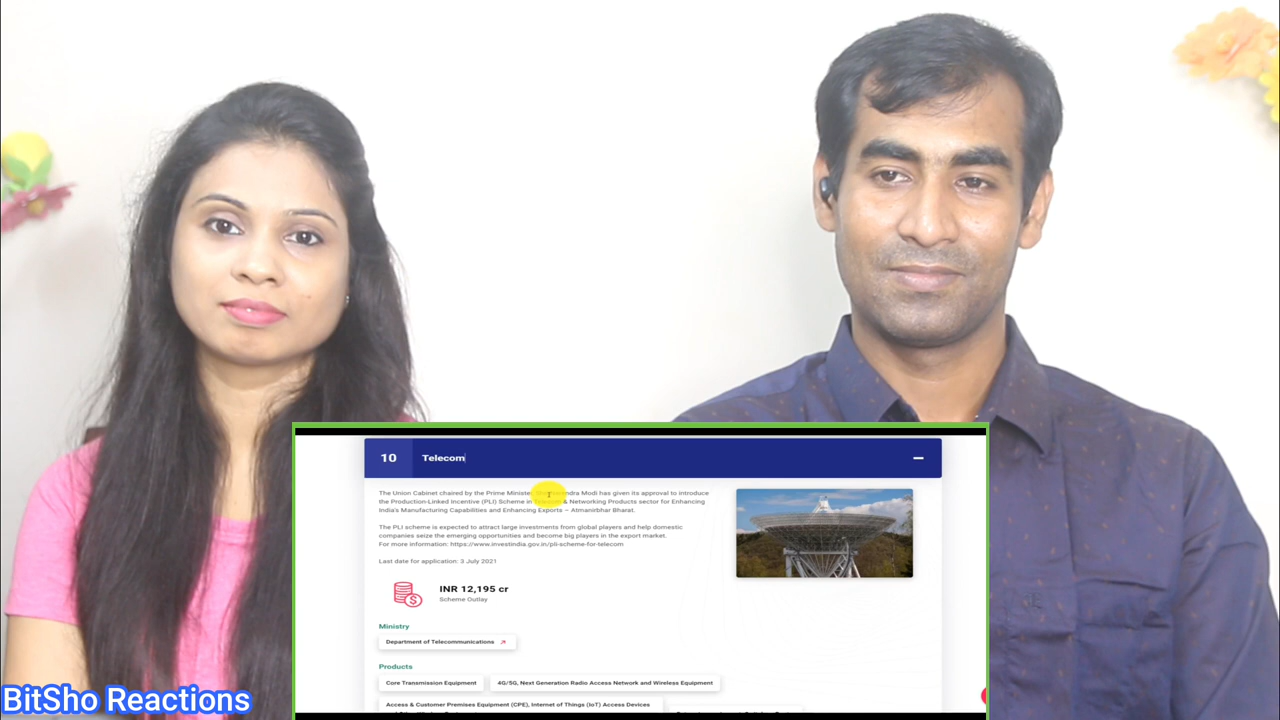 10 Telecom
The Union Cabinet chaired by the Prime Minister Modi has given its approval to introduce
the Production-Linked Incentive (PLI) Scheme in & Networking Products sector for Enhancing
India's Manufacturing Capabilities and Enhancing Exports – Atmanirbhar Bharat.
The PLI scheme is expected to attract large investments from global players and help domestic
companies seize the emerging opportunities and become big players in the export market.
For more information: https://www.investindia.gov.in/pli-scheme-for-telecom
Last date for application: 3 July 2021
INR 12,195 cr
Scheme Outlay
Ministry
Department of Telecommunications
Products
Core Transmission Equipment
4G/5G, Next Generation Radio Access Network and Wireless Equipment
Access & Customer Premises Equipment (CPE), Internet of Things (IoT) Access Devices
BitSho Reactions